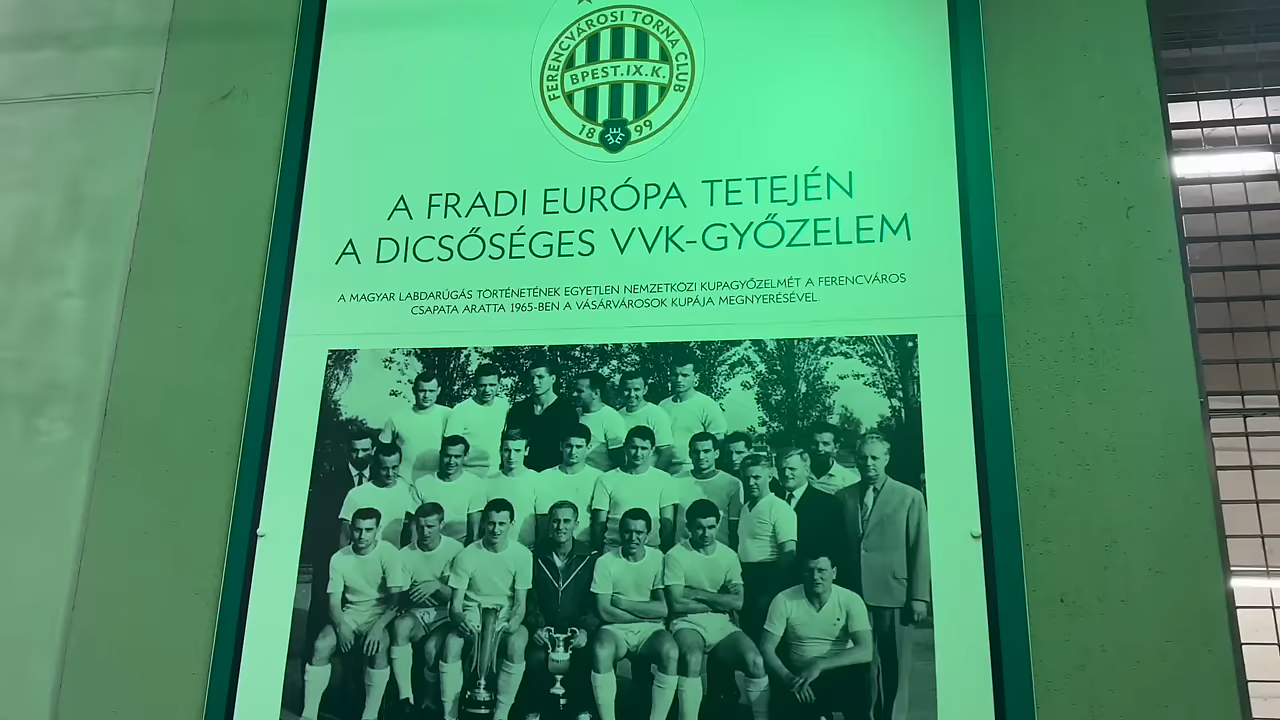 FERENCVÁROSI TORNA CLUB
BPEST.IX.K.
18 99
A FRADI EURÓPA TETEJÉN
A DICSŐSÉGES VVK-GYŐZELEM
A MAGYAR LABDARÚGÁS TÖRTÉNETÉNEK EGYETLEN NEMZETKÖZI KUPAGYŐZELMÉT A FERENCVÁROS
CSAPATA ARATTA 1965-BEN A VÁSÁRVÁROSOK KUPÁJA MEGNYERÉSÉVEL